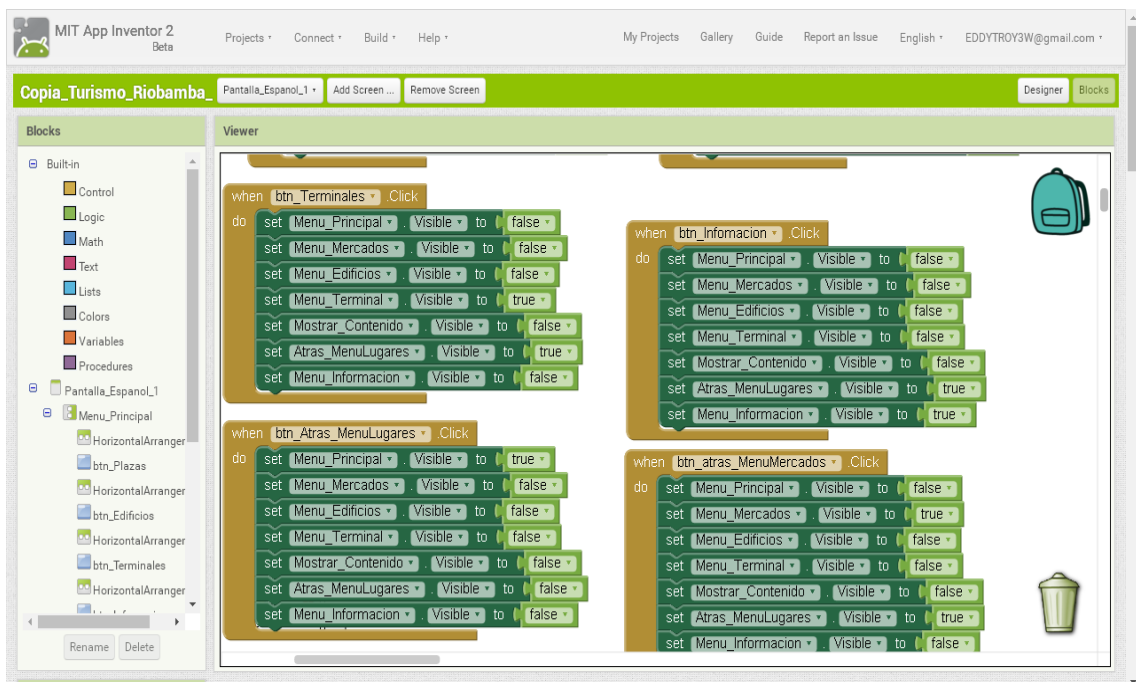 MIT App Inventor 2
Beta
Projects Connect Build Help My Projects Gallery Guide Report an Issue English EDDYTROY3W@gmail.com
Copia_Turismo_Riobamba_ Pantalla_Espanol_1 Add Screen ... Remove Screen Designer Blocks
Blocks
Built-in
Control
Logic
Math
Text
Lists
Colors
Variables
Procedures
Pantalla_Espanol_1
Menu_Principal
HorizontalArranger
btn_Plazas
HorizontalArranger
btn_Edificios
HorizontalArranger
btn_Terminales
HorizontalArranger
Rename Delete
Viewer
when btn_Terminales .Click
do set Menu_Principal . Visible to false
set Menu_Mercados . Visible to false
set Menu_Edificios . Visible to false
set Menu_Terminal . Visible to true
set Mostrar_Contenido . Visible to false
set Atras_MenuLugares . Visible to true
set Menu_Informacion . Visible to false
when btn_Atras_MenuLugares .Click
do set Menu_Principal . Visible to true
set Menu_Mercados . Visible to false
set Menu_Edificios . Visible to false
set Menu_Terminal . Visible to false
set Mostrar_Contenido . Visible to false
set Atras_MenuLugares . Visible to false
set Menu_Informacion . Visible to false
when btn_Infomacion .Click
do set Menu_Principal . Visible to false
set Menu_Mercados . Visible to false
set Menu_Edificios . Visible to false
set Menu_Terminal . Visible to false
set Mostrar_Contenido . Visible to false
set Atras_MenuLugares . Visible to true
set Menu_Informacion . Visible to true
when btn_atras_MenuMercados .Click
do set Menu_Principal . Visible to false
set Menu_Mercados . Visible to true
set Menu_Edificios . Visible to false
set Menu_Terminal . Visible to false
set Mostrar_Contenido . Visible to false
set Atras_MenuLugares . Visible to true
set Menu_Informacion . Visible to false